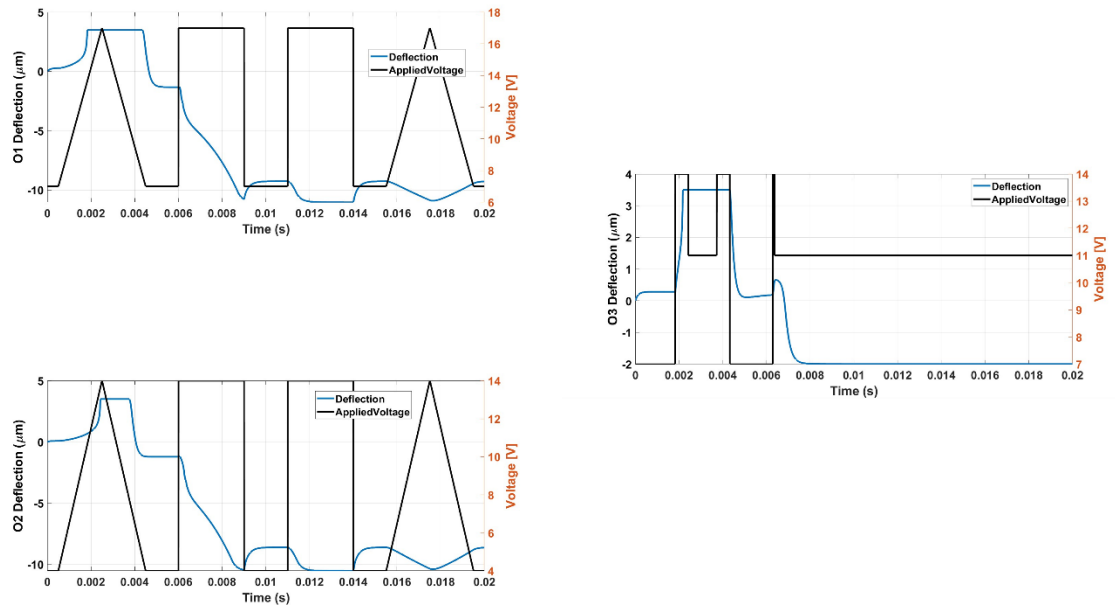 5
0
-5
-10
O1 Deflection (μm)
18
16
14
12
10
8
6
Voltage [V]
Deflection
AppliedVoltage
0 0.002 0.004 0.006 0.008 0.01 0.012 0.014 0.016 0.018 0.02
Time (s)
4
3
2
1
0
-1
-2
O3 Deflection (μm)
14
13
12
11
10
9
8
7
Voltage [V]
Deflection
AppliedVoltage
0 0.002 0.004 0.006 0.008 0.01 0.012 0.014 0.016 0.018 0.02
Time (s)
5
0
-5
-10
O2 Deflection (μm)
14
12
10
8
6
4
Voltage [V]
Deflection
AppliedVoltage
0 0.002 0.004 0.006 0.008 0.01 0.012 0.014 0.016 0.018 0.02
Time (s)